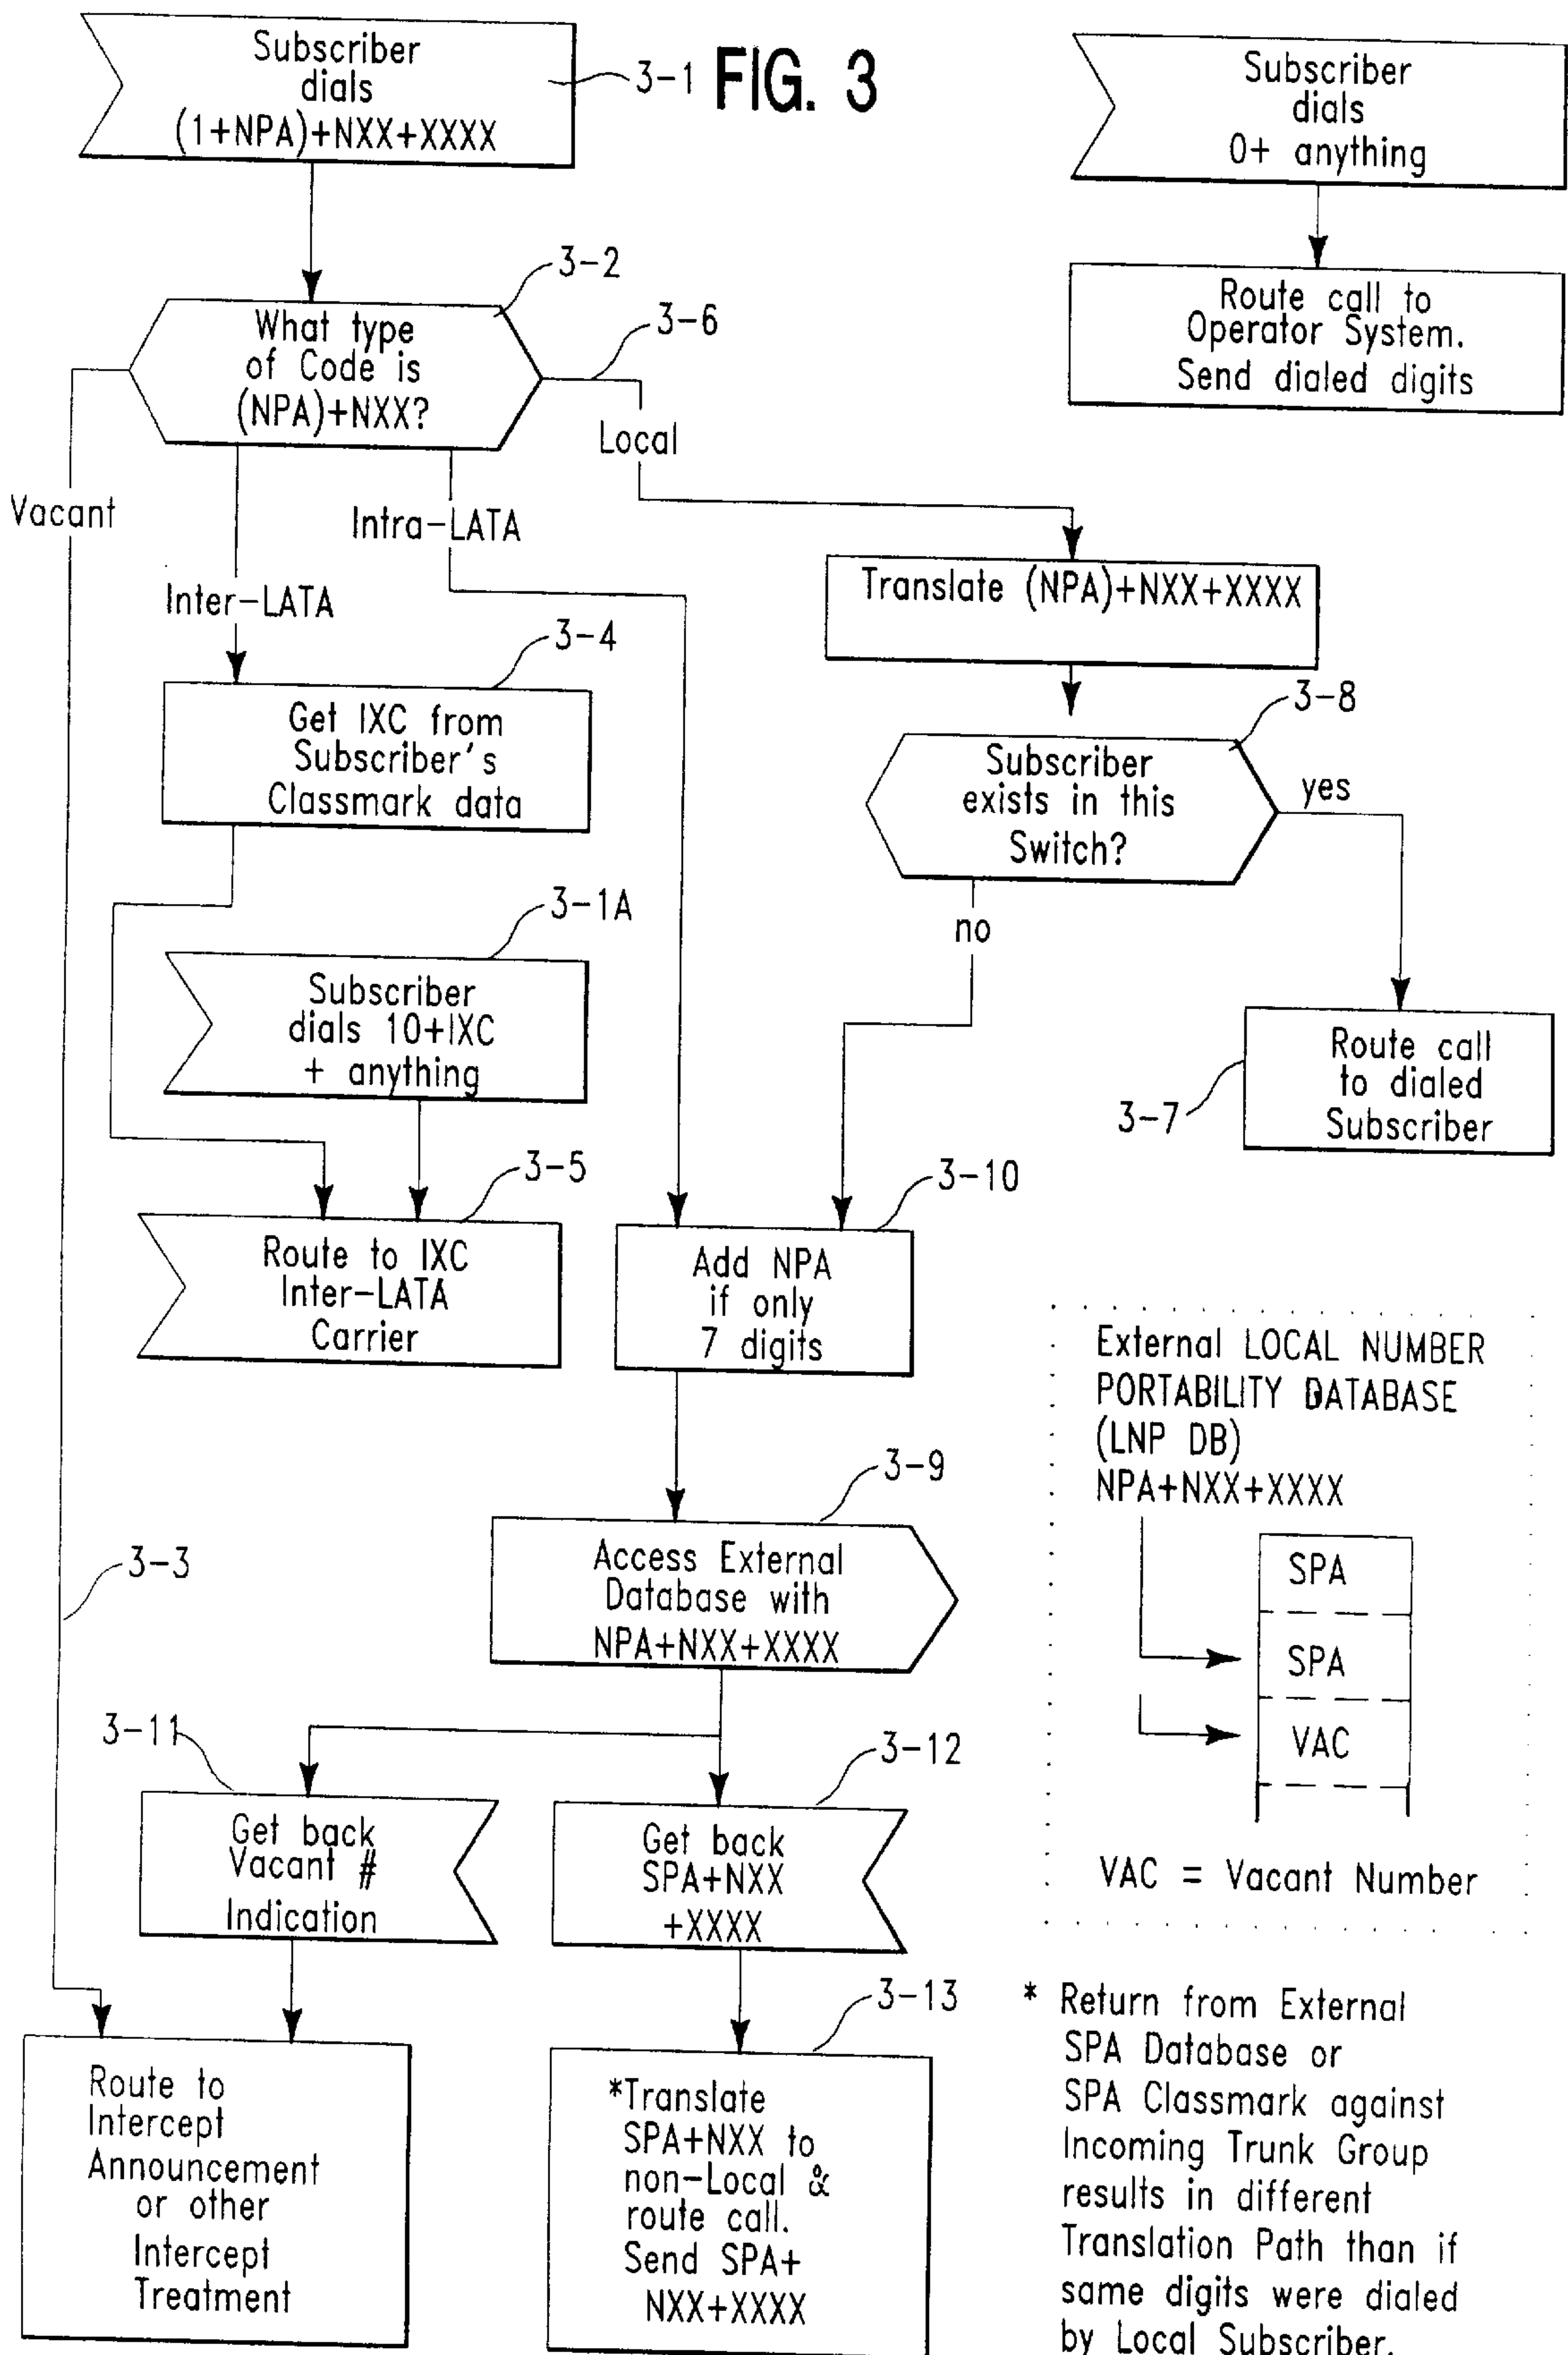 FIG. 3
Subscriber
dials
(1+NPA)+NXX+XXXX
3-1
Subscriber
dials
0+ anything
Route call to
Operator System.
Send dialed digits
3-2
What type
of Code is
(NPA)+NXX?
3-6
Local
Vacant
Intra-LATA
Inter-LATA
Translate (NPA)+NXX+XXXX
3-4
Get IXC from
Subscriber's
Classmark data
3-8
Subscriber
exists in this
Switch?
yes
no
3-1A
Subscriber
dials 10+IXC
+ anything
Route call
to dialed
Subscriber
3-7
3-5
Route to IXC
Inter-LATA
Carrier
3-10
Add NPA
if only
7 digits
External LOCAL NUMBER
PORTABILITY DATABASE
(LNP DB)
NPA+NXX+XXXX
SPA
SPA
VAC
VAC = Vacant Number
3-9
Access External
Database with
NPA+NXX+XXXX
3-3
3-11
Get back
Vacant #
Indication
3-12
Get back
SPA+NXX
+XXXX
3-13
Route to
Intercept
Announcement
or other
Intercept
Treatment
*Translate
SPA+NXX to
non-Local &
route call.
Send SPA+
NXX+XXXX
* Return from External
SPA Database or
SPA Classmark against
Incoming Trunk Group
results in different
Translation Path than if
same digits were dialed
by Local Subscriber.